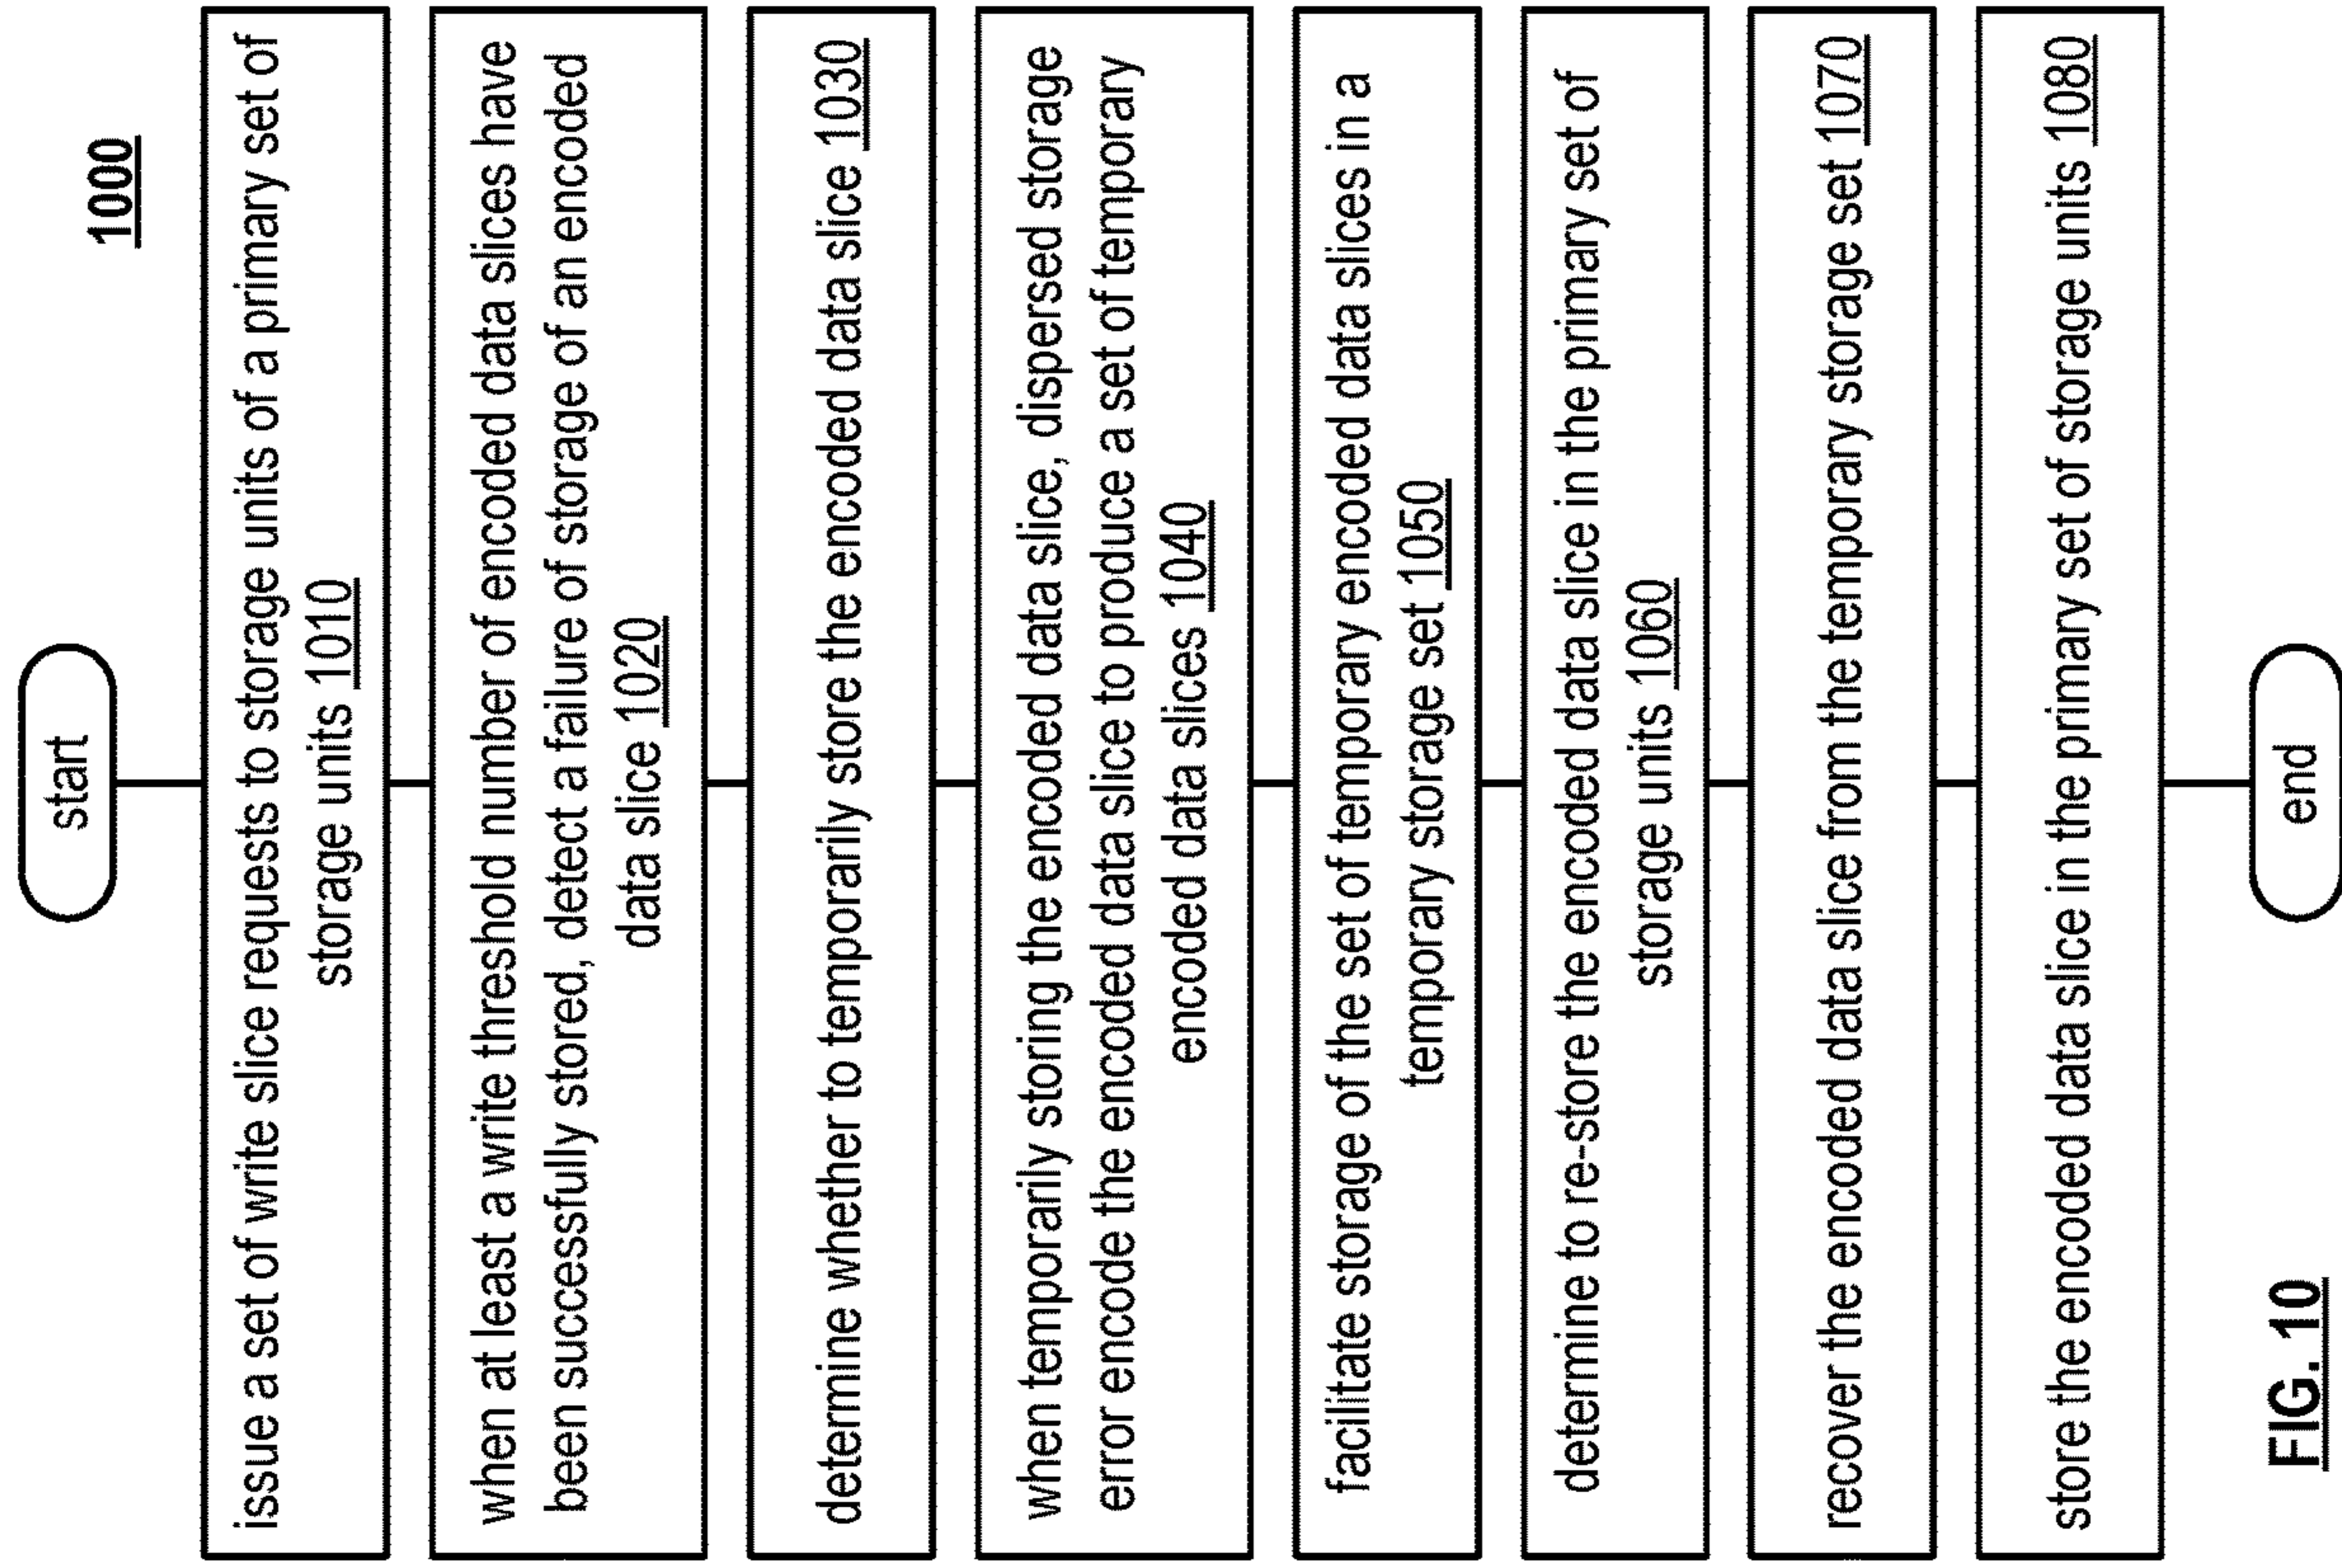 1000
start
issue a set of write slice requests to storage units of a primary set of
storage units 1010
when at least a write threshold number of encoded data slices have
been successfully stored, detect a failure of storage of an encoded
data slice 1020
determine whether to temporarily store the encoded data slice 1030
when temporarily storing the encoded data slice, dispersed storage
error encode the encoded data slice to produce a set of temporary
encoded data slices 1040
facilitate storage of the set of temporary encoded data slices in a
temporary storage set 1050
determine to re-store the encoded data slice in the primary set of
storage units 1060
recover the encoded data slice from the temporary storage set 1070
store the encoded data slice in the primary set of storage units 1080
end
FIG. 10